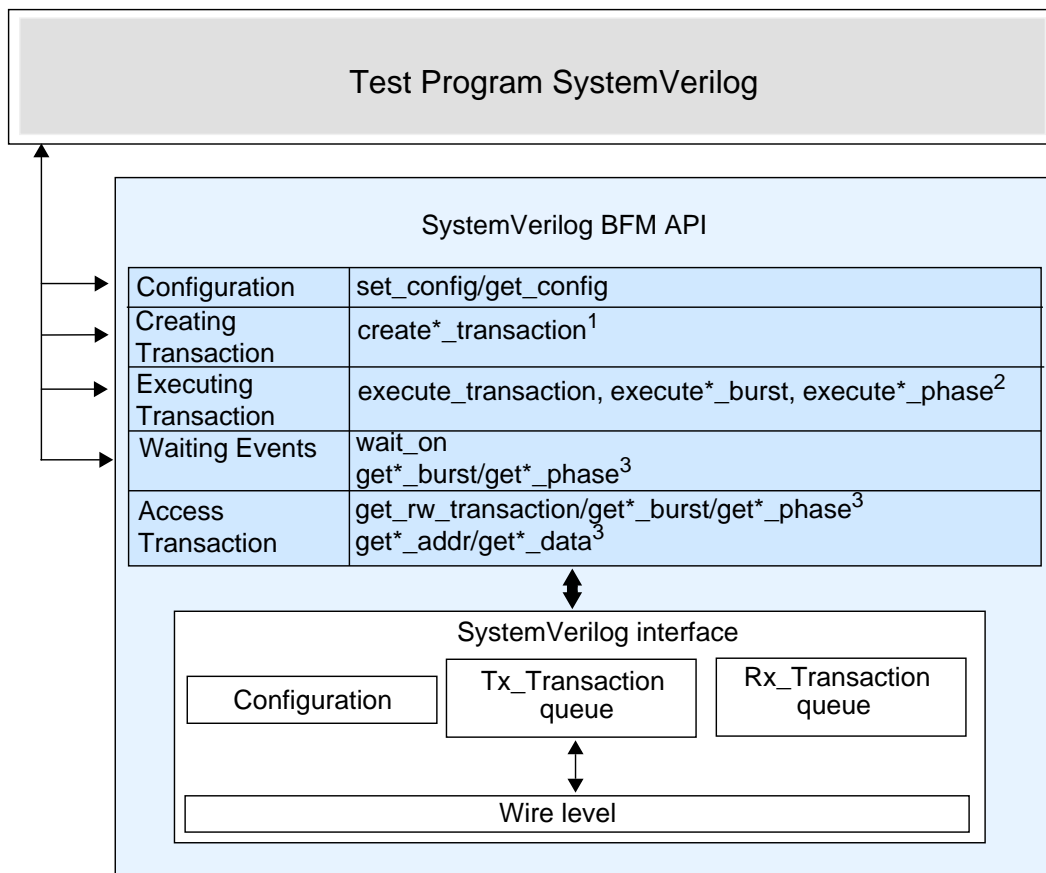 Test Program SystemVerilog
SystemVerilog BFM API
Configuration
set_config/get_config
Creating
Transaction
create*_transaction1
Executing
Transaction
execute_transaction, execute*_burst, execute*_phase2
Waiting Events
wait_on
get*_burst/get*_phase3
Access
Transaction
get_rw_transaction/get*_burst/get*_phase3
get*_addr/get*_data3
SystemVerilog interface
Configuration
Tx_Transaction
queue
Rx_Transaction
queue
Wire level